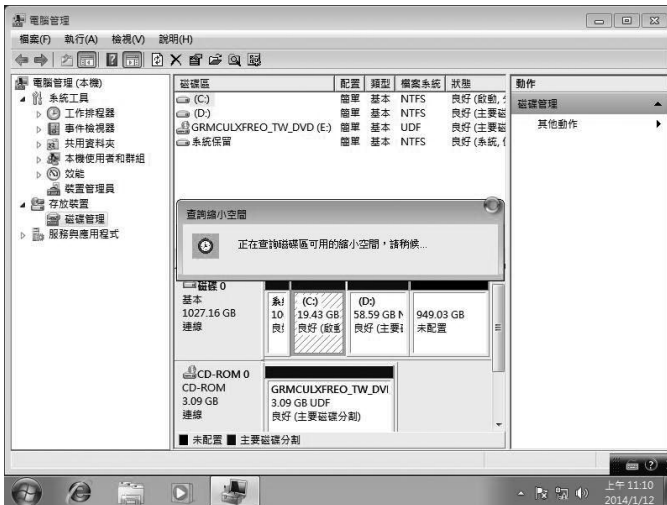 電腦管理
檔案(F) 執行(A) 檢視(V) 說明(H)
電腦管理 (本機)
系統工具
工作排程器
事件檢視器
共用資料夾
本機使用者和群組
效能
裝置管理員
存放裝置
磁碟管理
服務與應用程式
磁碟區 配置 類型 檔案系統 狀態
(C:) 簡單 基本 NTFS 良好 (啟動,
(D:) 簡單 基本 NTFS 良好 (主要磁
GRMCULXFREO_TW_DVD (E:) 簡單 基本 UDF 良好 (主要磁
系統保留 簡單 基本 NTFS 良好 (系統,
動作
磁碟管理
其他動作
查詢縮小空間
正在查詢磁碟區可用的縮小空間，請稍候...
磁碟 0
基本
1027.16 GB
連線
系
10
良
(C:)
19.43 GB
良好 (啟動
(D:)
58.59 GB N
良好 (主要
949.03 GB
未配置
CD-ROM 0
CD-ROM
3.09 GB
連線
GRMCULXFREO_TW_DVI
3.09 GB UDF
良好 (主要磁碟分割)
未配置 主要磁碟分割
上午 11:10
2014/1/12